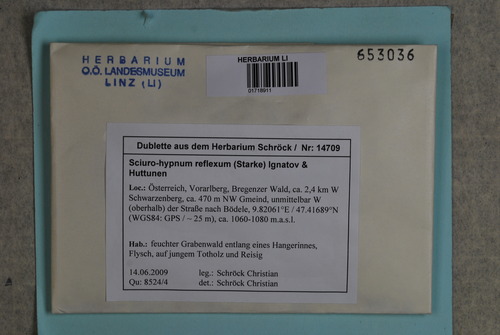 HERBARIUM
O.Ö. LANDESMUSEUM
LINZ (LI)
HERBARIUM LI
01718911
653036
Dublette aus dem Herbarium Schröck / Nr: 14709
Sciuro-hypnum reflexum (Starke) Ignatov &
Huttunen
Loc.: Österreich, Vorarlberg, Bregenzer Wald, ca. 2,4 km W
Schwarzenberg, ca. 470 m NW Gmeind, unmittelbar W
(oberhalb) der Straße nach Bödele, 9.82061°E / 47.41689°N
(WGS84: GPS / ~ 25 m), ca. 1060-1080 m.a.s.l.
Hab.: feuchter Grabenwald entlang eines Hangerinnes,
Flysch, auf jungem Totholz und Reisig
14.06.2009 leg.: Schröck Christian
Qu: 8524/4 det.: Schröck Christian